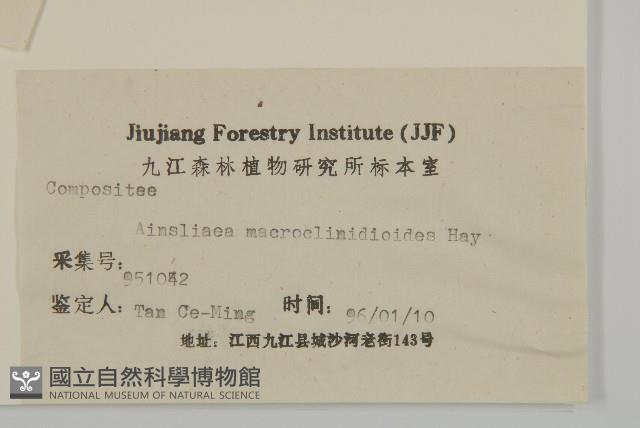 Jiujiang Forestry Institute (JJF)
九江森林植物研究所标本室
Compositae
Ainsliaea macroclinidioides Hay
采集号: 951042
鉴定人: Tan Ce-Ming 时间: 96/01/10
地址: 江西九江县城沙河老街143号
國立自然科學博物館
NATIONAL MUSEUM OF NATURAL SCIENCE